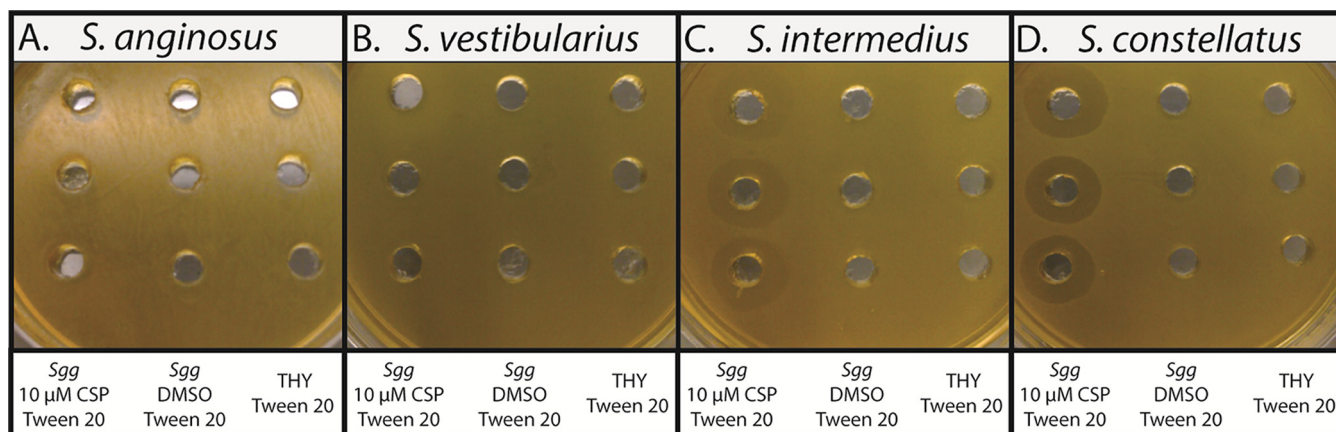 A. S. anginosus
B. S. vestibularius
C. S. intermedius
D. S. constellatus
Sgg
10 µM CSP
Tween 20
Sgg
DMSO
Tween 20
THY
Tween 20
Sgg
10 µM CSP
Tween 20
Sgg
DMSO
Tween 20
THY
Tween 20
Sgg
10 µM CSP
Tween 20
Sgg
DMSO
Tween 20
THY
Tween 20
Sgg
10 µM CSP
Tween 20
Sgg
DMSO
Tween 20
THY
Tween 20